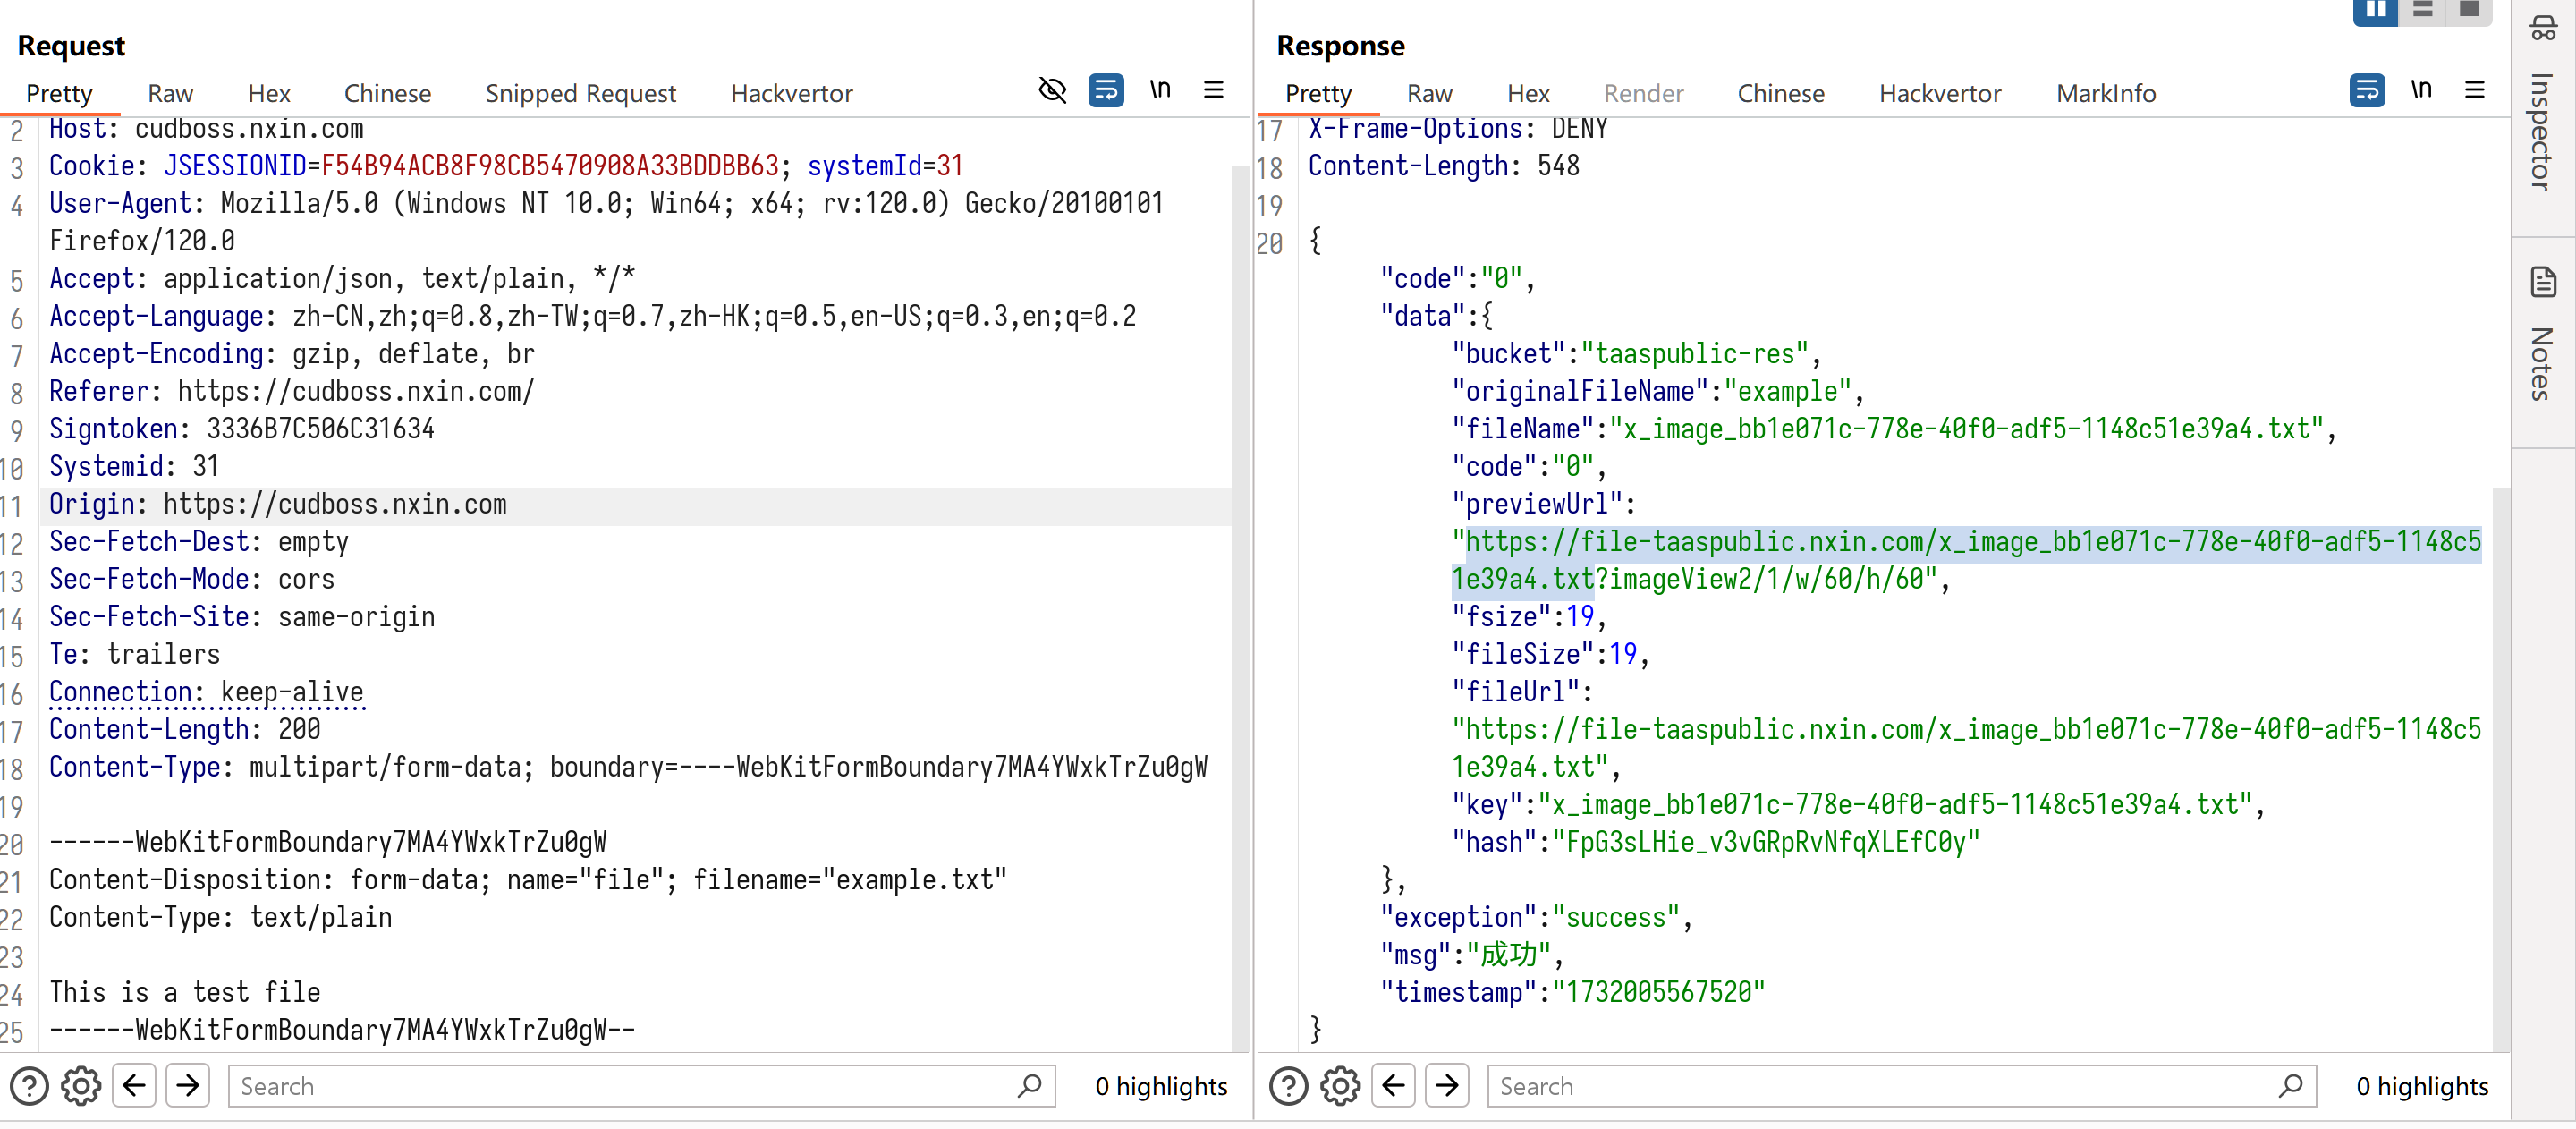 Request
Pretty Raw Hex Chinese Snipped Request Hackvertor \n
2 Host: cudboss.nxin.com
3 Cookie: JSESSIONID=F54B94ACB8F98CB5470908A33BDDBB63; systemId=31
4 User-Agent: Mozilla/5.0 (Windows NT 10.0; Win64; x64; rv:120.0) Gecko/20100101
Firefox/120.0
5 Accept: application/json, text/plain, */*
6 Accept-Language: zh-CN,zh;q=0.8,zh-TW;q=0.7,zh-HK;q=0.5,en-US;q=0.3,en;q=0.2
7 Accept-Encoding: gzip, deflate, br
8 Referer: https://cudboss.nxin.com/
9 Signtoken: 3336B7C506C31634
10 Systemid: 31
11 Origin: https://cudboss.nxin.com
12 Sec-Fetch-Dest: empty
13 Sec-Fetch-Mode: cors
14 Sec-Fetch-Site: same-origin
15 Te: trailers
16 Connection: keep-alive
17 Content-Length: 200
18 Content-Type: multipart/form-data; boundary=----WebKitFormBoundary7MA4YWxkTrZu0gW
19
20 ------WebKitFormBoundary7MA4YWxkTrZu0gW
21 Content-Disposition: form-data; name="file"; filename="example.txt"
22 Content-Type: text/plain
23
24 This is a test file
25 ------WebKitFormBoundary7MA4YWxkTrZu0gW--
Search 0 highlights
Response
Pretty Raw Hex Render Chinese Hackvertor MarkInfo \n
17 X-Frame-Options: DENY
18 Content-Length: 548
19
20 {
"code":"0",
"data":{
"bucket":"taaspublic-res",
"originalFileName":"example",
"fileName":"x_image_bb1e071c-778e-40f0-adf5-1148c51e39a4.txt",
"code":"0",
"previewUrl":
"https://file-taaspublic.nxin.com/x_image_bb1e071c-778e-40f0-adf5-1148c5
1e39a4.txt?imageView2/1/w/60/h/60",
"fsize":19,
"fileSize":19,
"fileUrl":
"https://file-taaspublic.nxin.com/x_image_bb1e071c-778e-40f0-adf5-1148c5
1e39a4.txt",
"key":"x_image_bb1e071c-778e-40f0-adf5-1148c51e39a4.txt",
"hash":"FpG3sLHie_v3vGRpRvNfqXLEfC0y"
},
"exception":"success",
"msg":"成功",
"timestamp":"1732005567520"
}
Search 0 highlights
Inspector
Notes